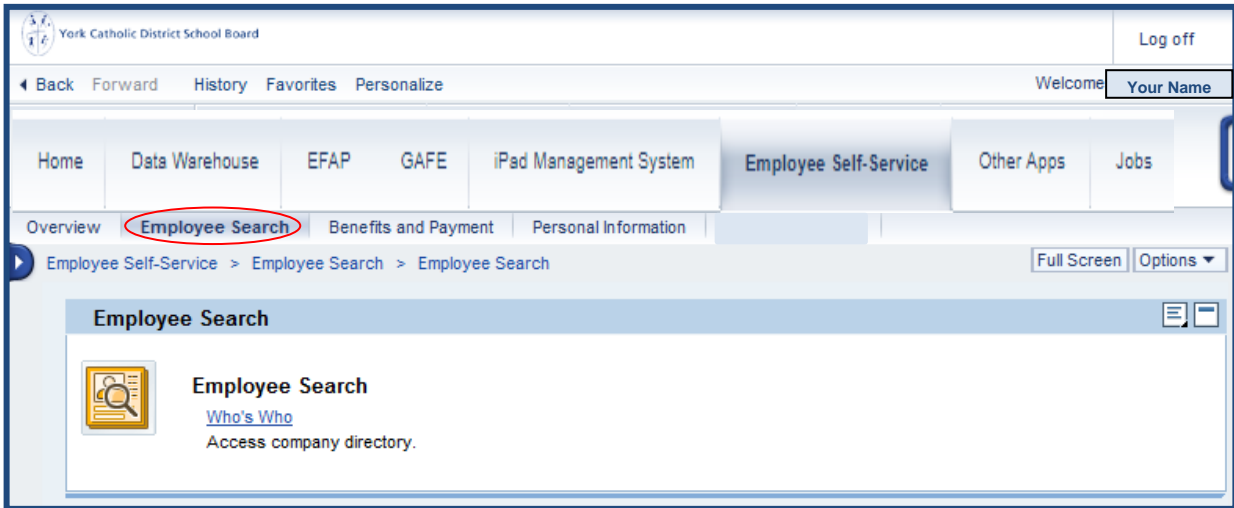 York Catholic District School Board
Log off
Back Forward History Favorites Personalize Welcome Your Name
Home Data Warehouse EFAP GAFE iPad Management System Employee Self-Service Other Apps Jobs
Overview Employee Search Benefits and Payment Personal Information
Employee Self-Service > Employee Search > Employee Search Full Screen Options
Employee Search
Employee Search
Who's Who
Access company directory.